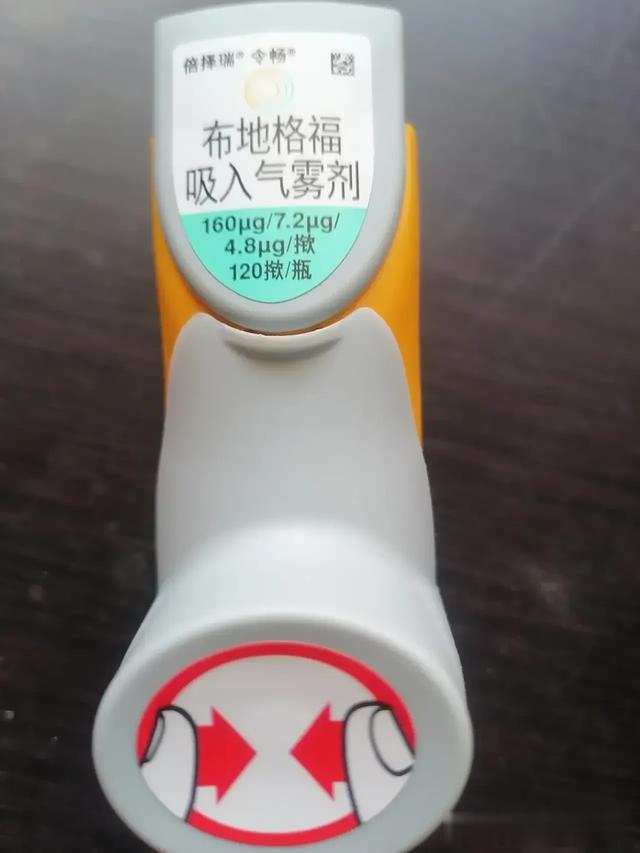 倍择瑞® 令畅®
布地格福
吸入气雾剂
160μg/7.2μg/
4.8μg/揿
120揿/瓶